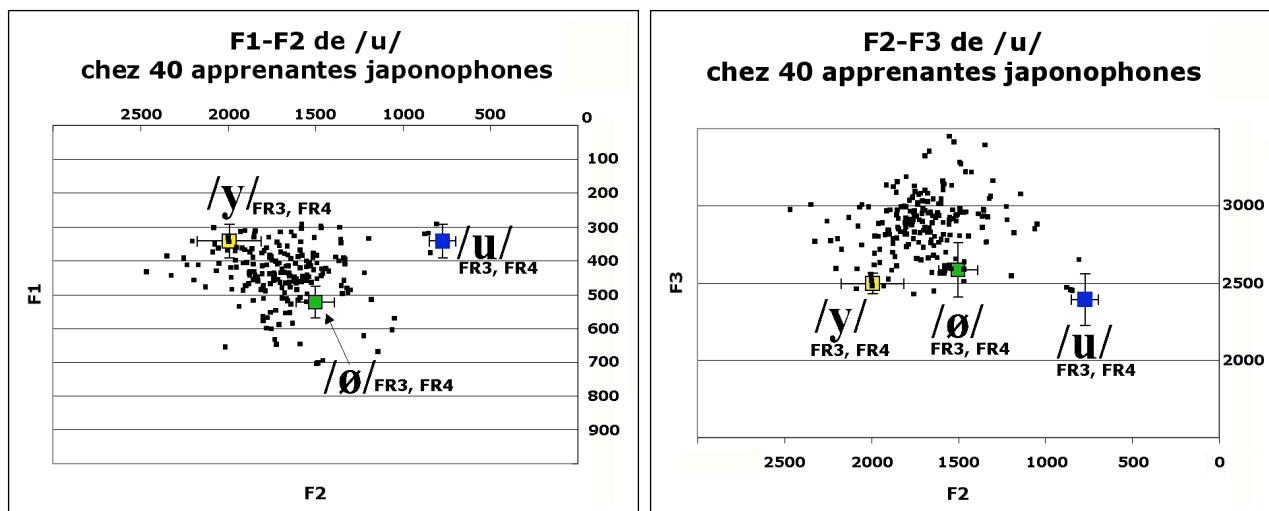 F1-F2 de /u/
chez 40 apprenantes japonophones
2500 2000 1500 1000 500 0
100
200
300
400
500
600
700
800
900
/y/ FR3, FR4
/u/
FR3, FR4
/ø/ FR3, FR4
F1
F2
F2-F3 de /u/
chez 40 apprenantes japonophones
3000
2500
2000
/y/
FR3, FR4
/ø/
FR3, FR4
/u/
FR3, FR4
F3
2500 2000 1500 1000 500 0
F2